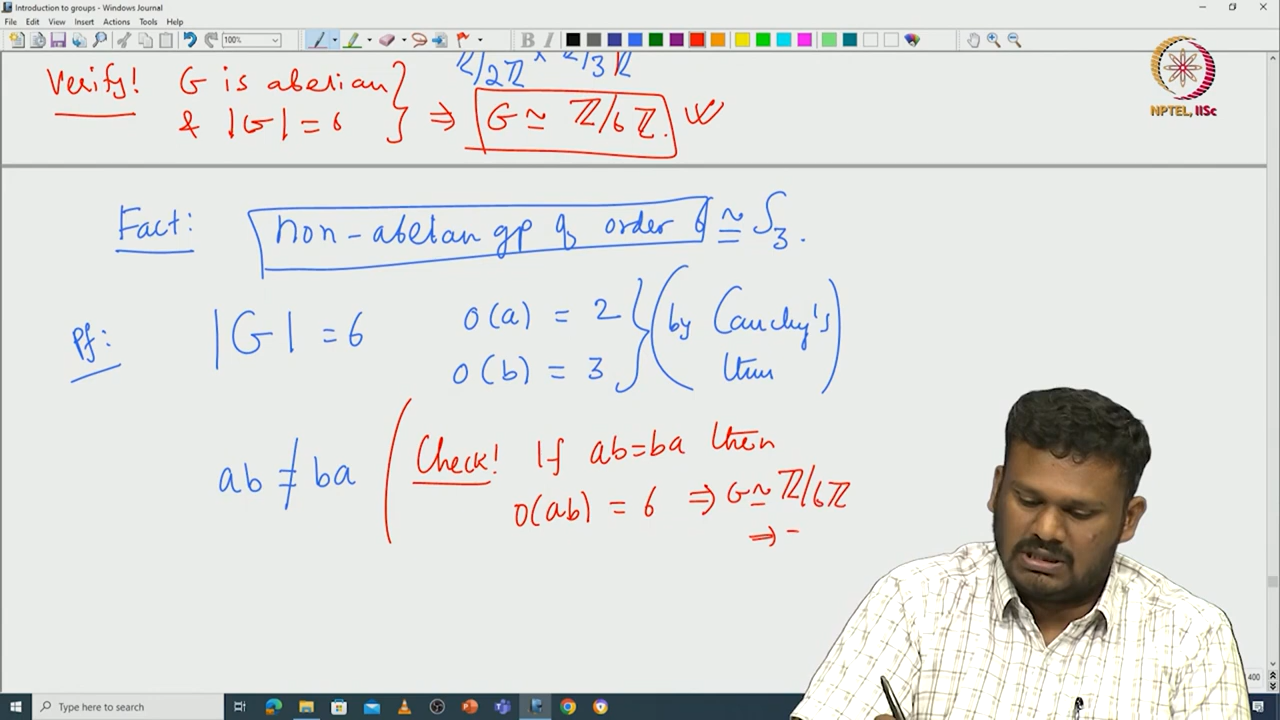 Introduction to groups - Windows Journal
File Edit View Insert Actions Tools Help
100%
B I
NPTEL, IISc
Z/2Z × Z/3Z
Verify! G is abelian
& |G| = 6 } ⇒ G ≃ Z/6Z.
Fact: non-abelian gp of order 6 ≅ S3.
Pf: |G| = 6 o(a) = 2
o(b) = 3 } (by Cauchy's thm)
ab ≠ ba ( Check! If ab=ba then
o(ab) = 6 ⇒ G ≃ Z/6Z
⇒
400
Type here to search